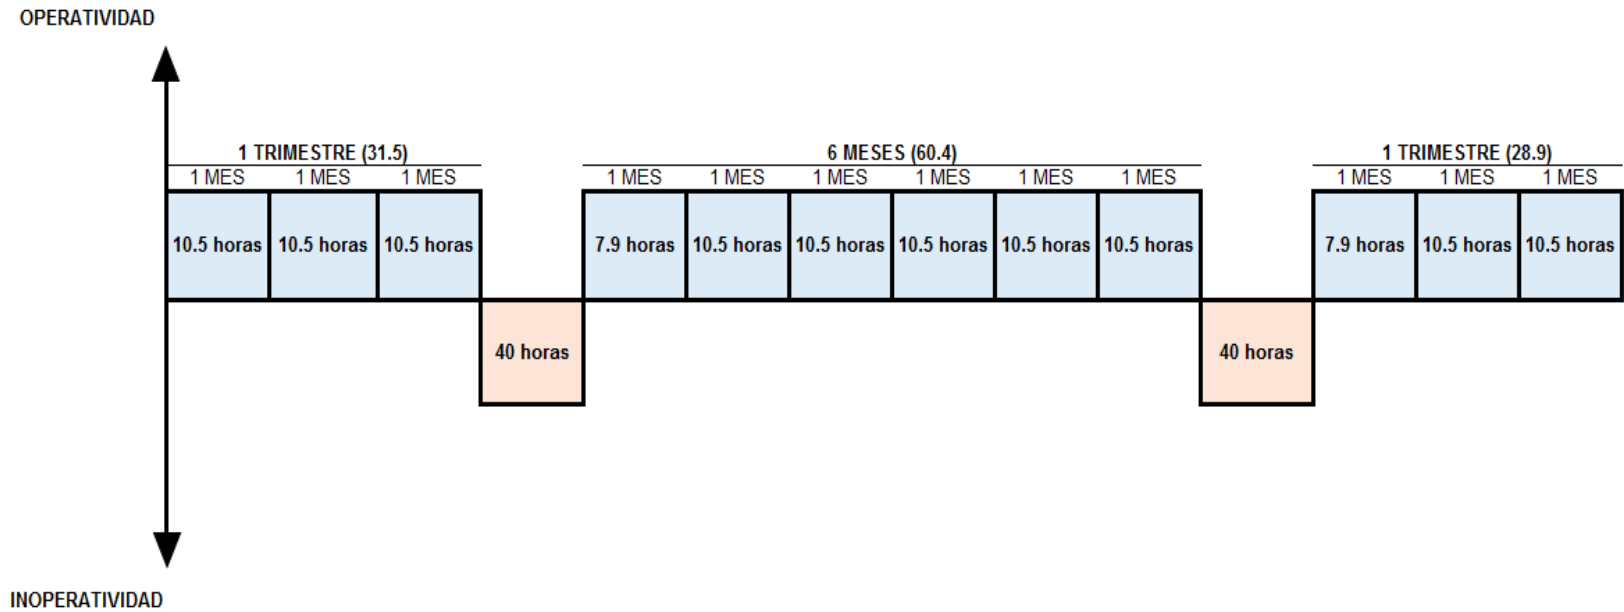 OPERATIVIDAD
1 TRIMESTRE (31.5)
6 MESES (60.4)
1 TRIMESTRE (28.9)
1 MES 1 MES 1 MES 1 MES 1 MES 1 MES 1 MES 1 MES 1 MES 1 MES 1 MES 1 MES
10.5 horas 10.5 horas 10.5 horas 7.9 horas 10.5 horas 10.5 horas 10.5 horas 10.5 horas 10.5 horas 7.9 horas 10.5 horas 10.5 horas
40 horas 40 horas
INOPERATIVIDAD